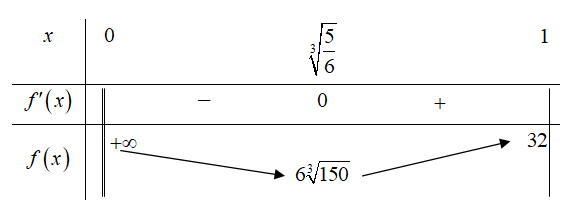 x 0 ∛(5/6) 1
f'(x) − 0 +
f(x) +∞ 6∛150 32